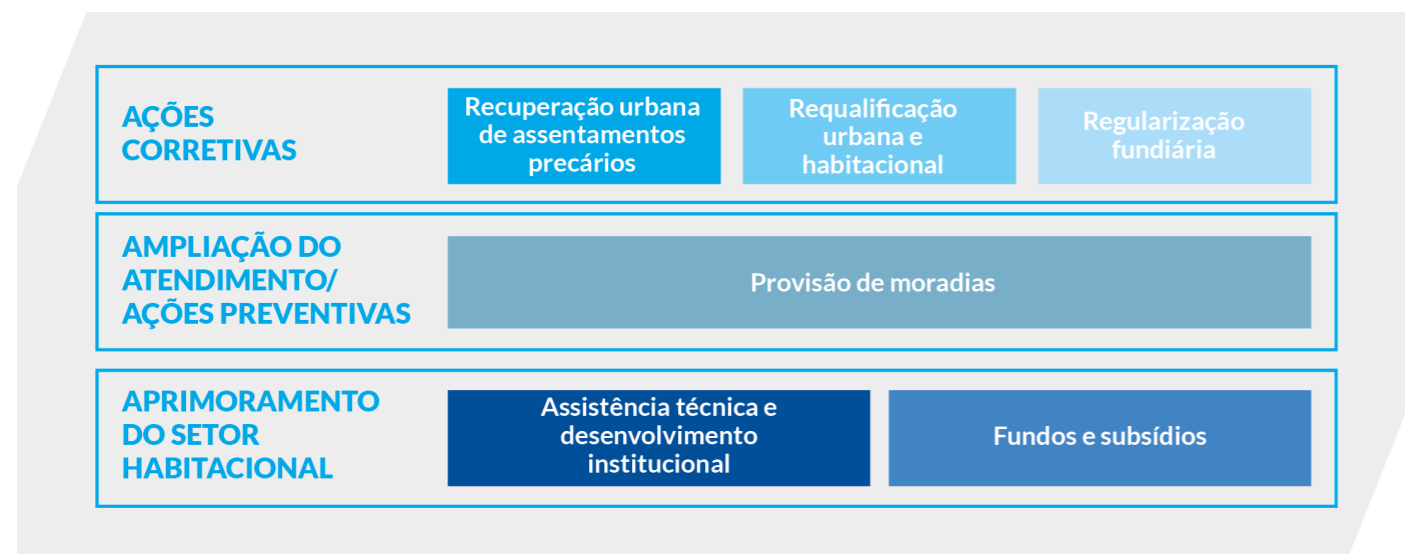 AÇÕES
CORRETIVAS
Recuperação urbana
de assentamentos
precários
Requalificação
urbana e
habitacional
Regularização
fundiária
AMPLIAÇÃO DO
ATENDIMENTO/
AÇÕES PREVENTIVAS
Provisão de moradias
APRIMORAMENTO
DO SETOR
HABITACIONAL
Assistência técnica e
desenvolvimento
institucional
Fundos e subsídios